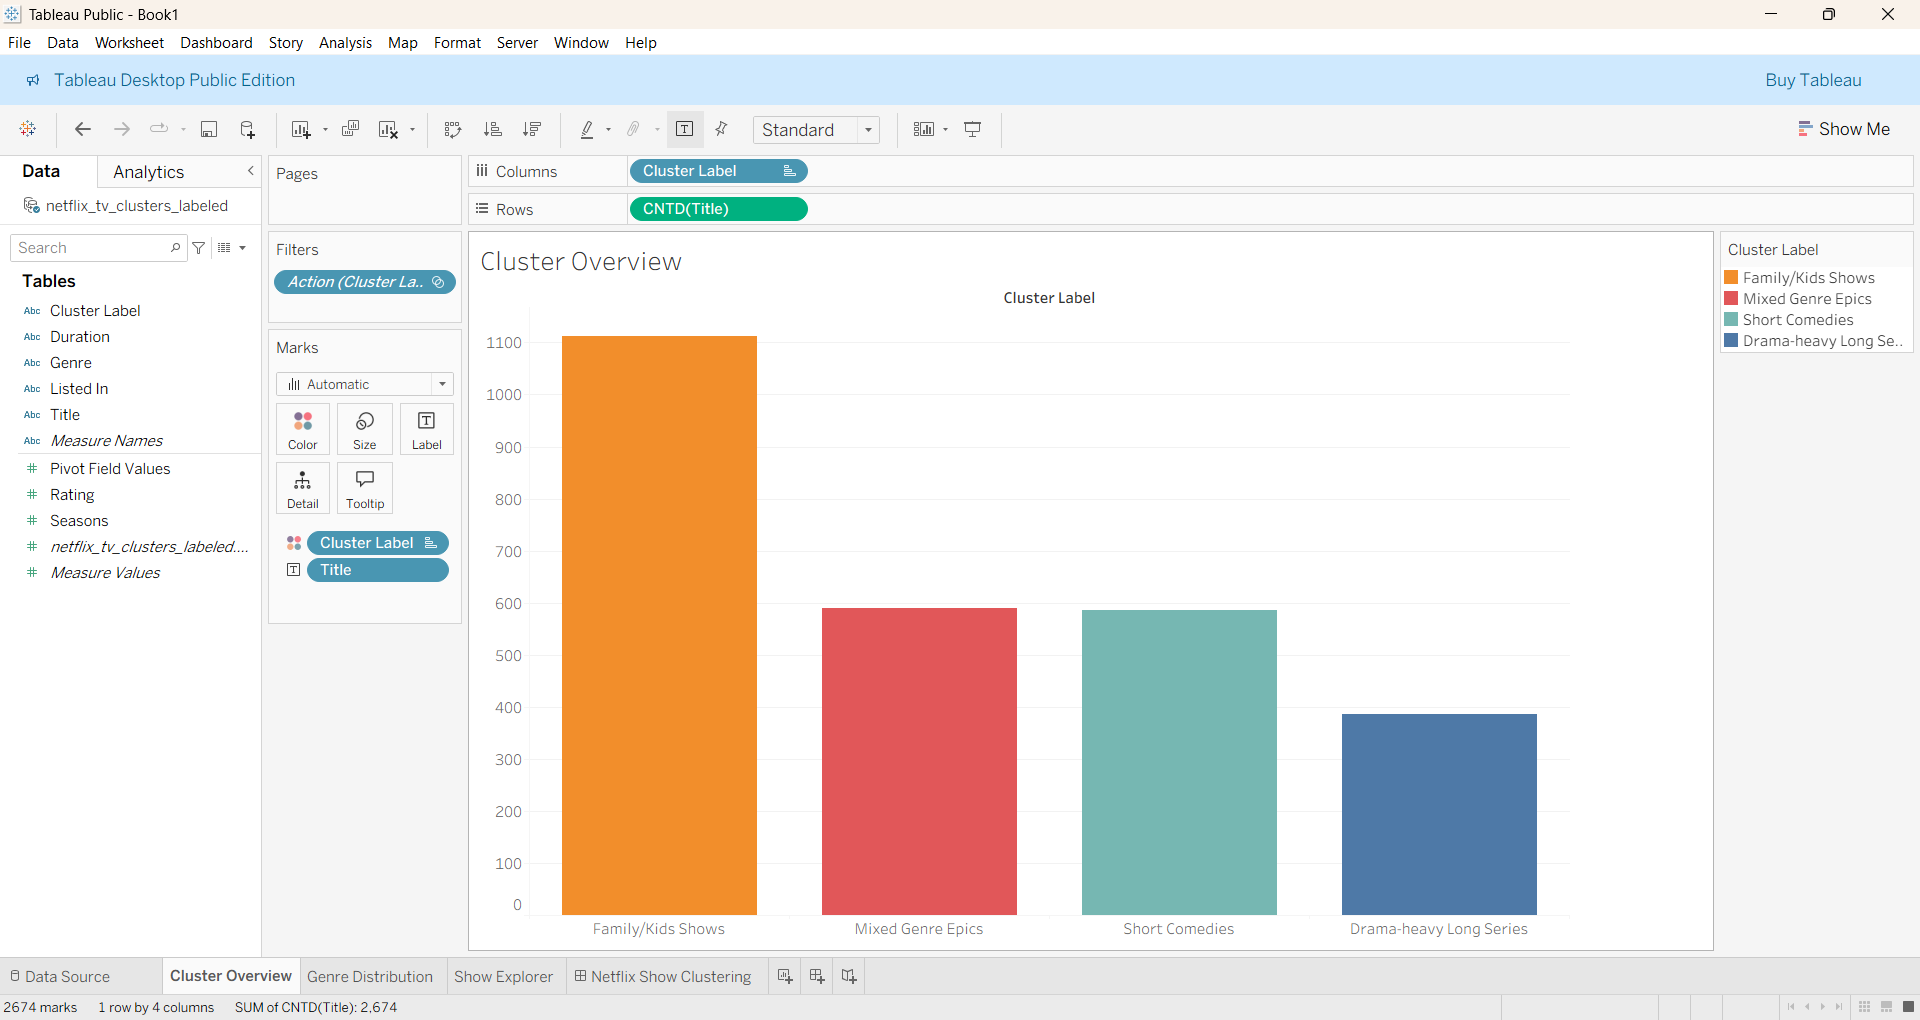 Tableau Public - Book1
File Data Worksheet Dashboard Story Analysis Map Format Server Window Help
Tableau Desktop Public Edition
Buy Tableau
Standard
Show Me
Data
Analytics
netflix_tv_clusters_labeled
Search
Tables
Abc Cluster Label
Abc Duration
Abc Genre
Abc Listed In
Abc Title
Abc Measure Names
# Pivot Field Values
# Rating
# Seasons
# netflix_tv_clusters_labeled....
# Measure Values
Pages
Filters
Action (Cluster La..
Marks
Automatic
Color
Size
Label
Detail
Tooltip
Cluster Label
Title
Columns
Cluster Label
Rows
CNTD(Title)
Cluster Overview
Cluster Label
1100
1000
900
800
700
600
500
400
300
200
100
0
Family/Kids Shows
Mixed Genre Epics
Short Comedies
Drama-heavy Long Series
Cluster Label
Family/Kids Shows
Mixed Genre Epics
Short Comedies
Drama-heavy Long Se..
Data Source
Cluster Overview
Genre Distribution
Show Explorer
Netflix Show Clustering
2674 marks
1 row by 4 columns
SUM of CNTD(Title): 2,674